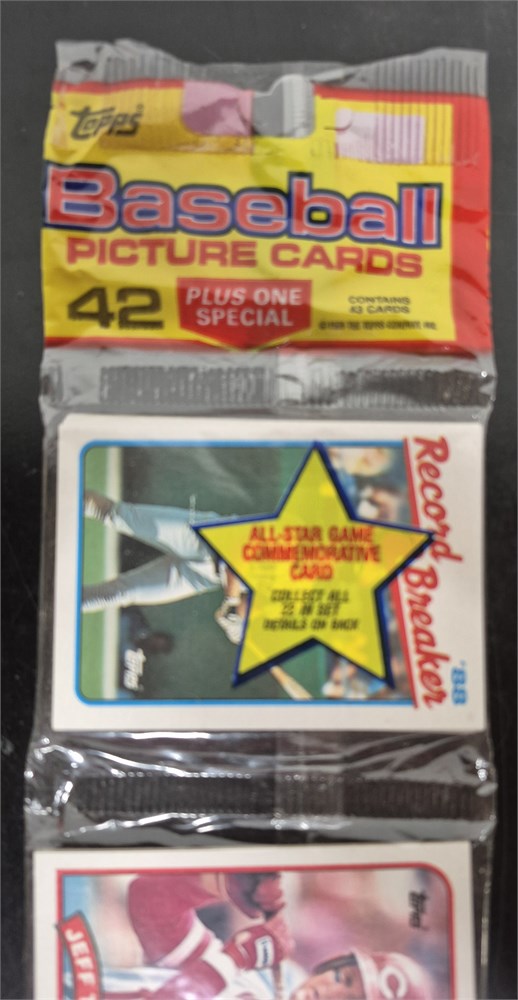 Topps
Baseball
PICTURE CARDS
42
PLUS ONE
SPECIAL
CONTAINS
43 CARDS
Record Breaker
'88
ALL-STAR GAME
COMMEMORATIVE
CARD
COLLECT ALL
22 IN SET
DETAILS ON BACK
Topps
Topps
JEFF
C